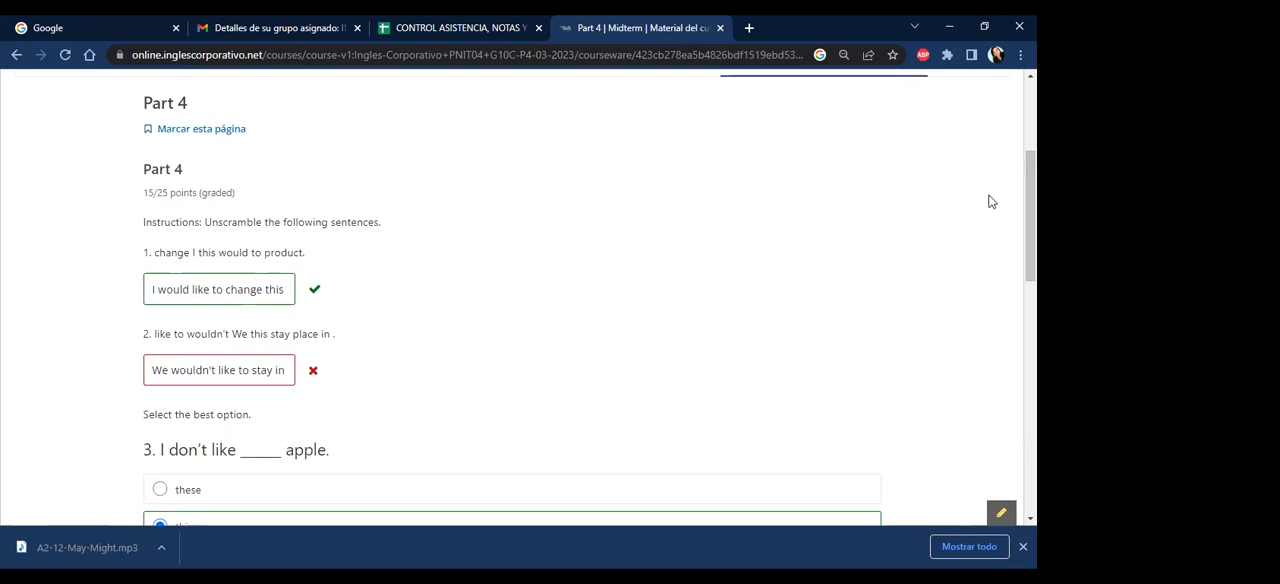 Google
Detalles de su grupo asignado: I
CONTROL ASISTENCIA, NOTAS Y
Part 4 | Midterm | Material del cu
online.inglescorporativo.net/courses/course-v1:Ingles-Corporativo+PNIT04+G10C-P4-03-2023/courseware/423cb278ea5b4826bdf1519ebd53...
ABP
Part 4
Marcar esta página
Part 4
15/25 points (graded)
Instructions: Unscramble the following sentences.
1. change I this would to product.
I would like to change this
2. like to wouldn't We this stay place in .
We wouldn't like to stay in
Select the best option.
3. I don’t like ______ apple.
these
A2-12-May-Might.mp3
Mostrar todo